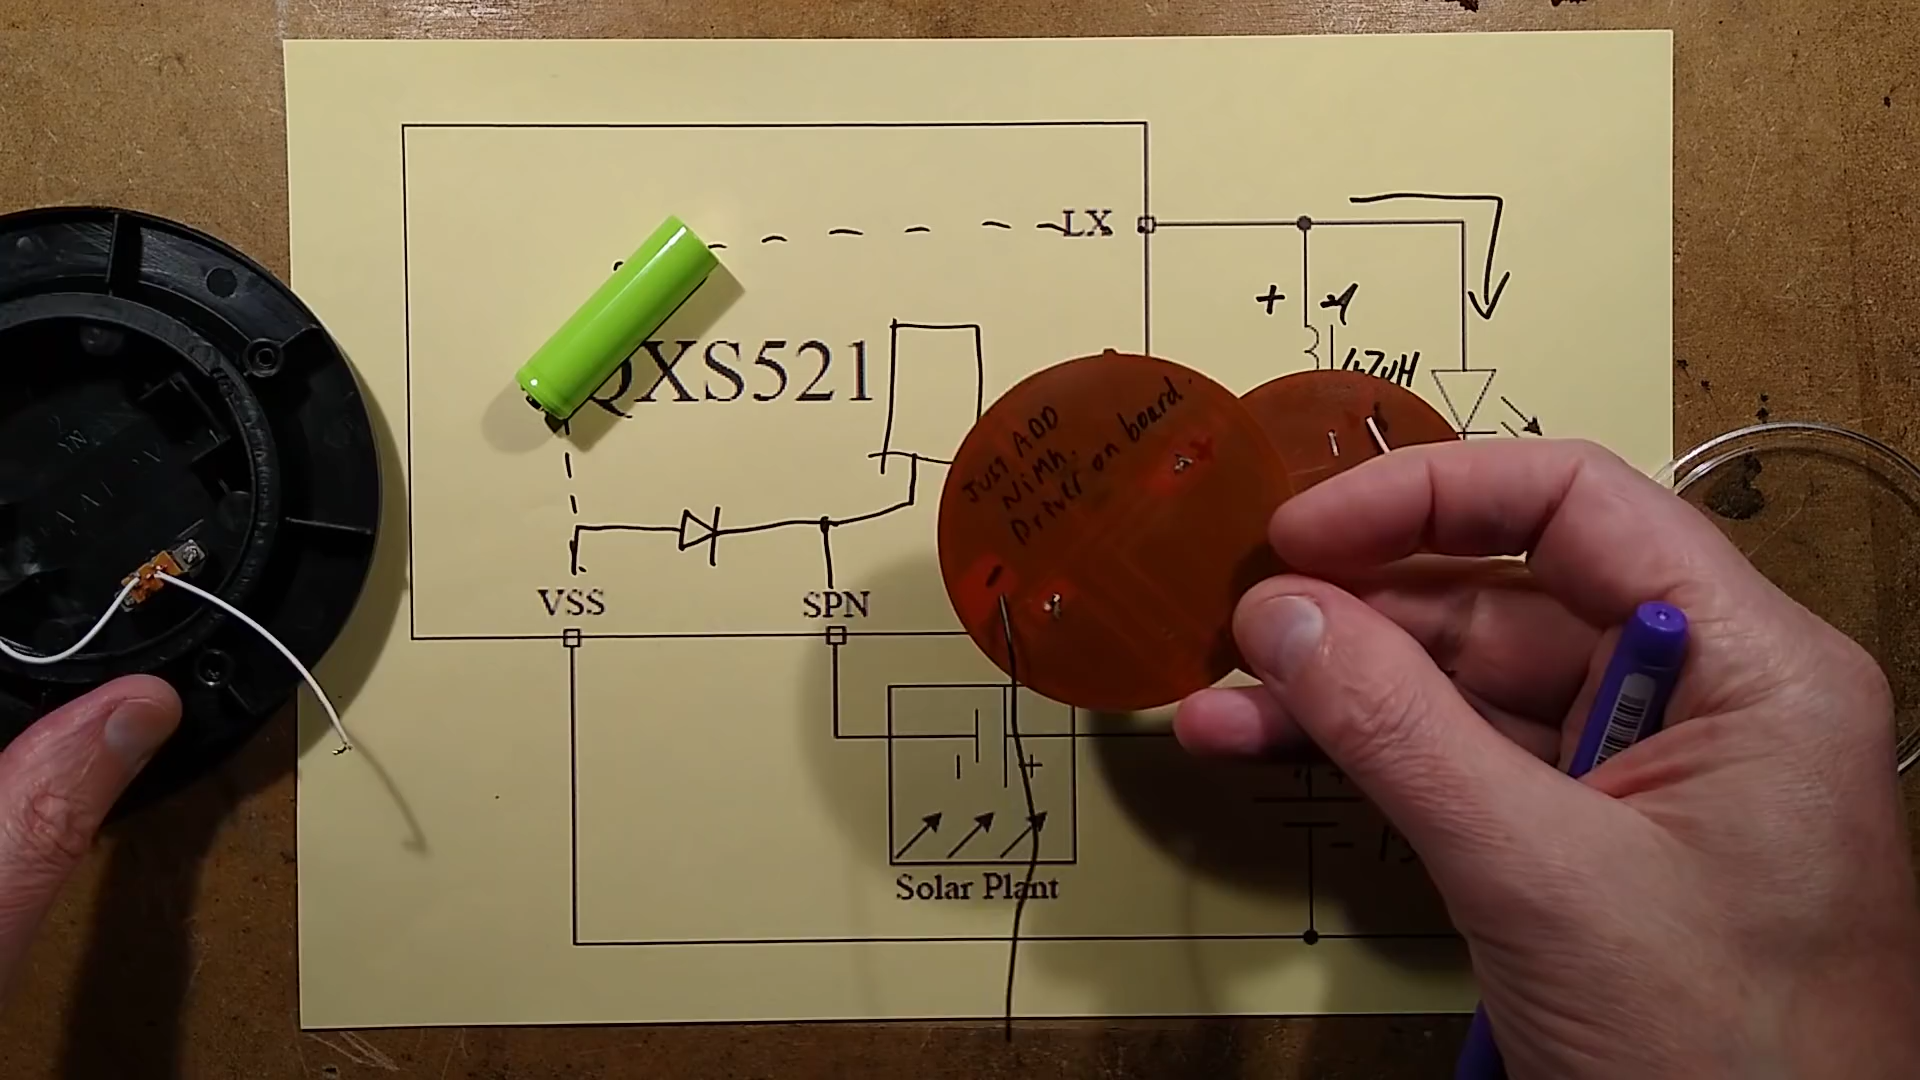 LX
+
47uH
QXS521
JUST ADD
NiMh.
Driver on board.
-
VSS
SPN
+
Solar Plant